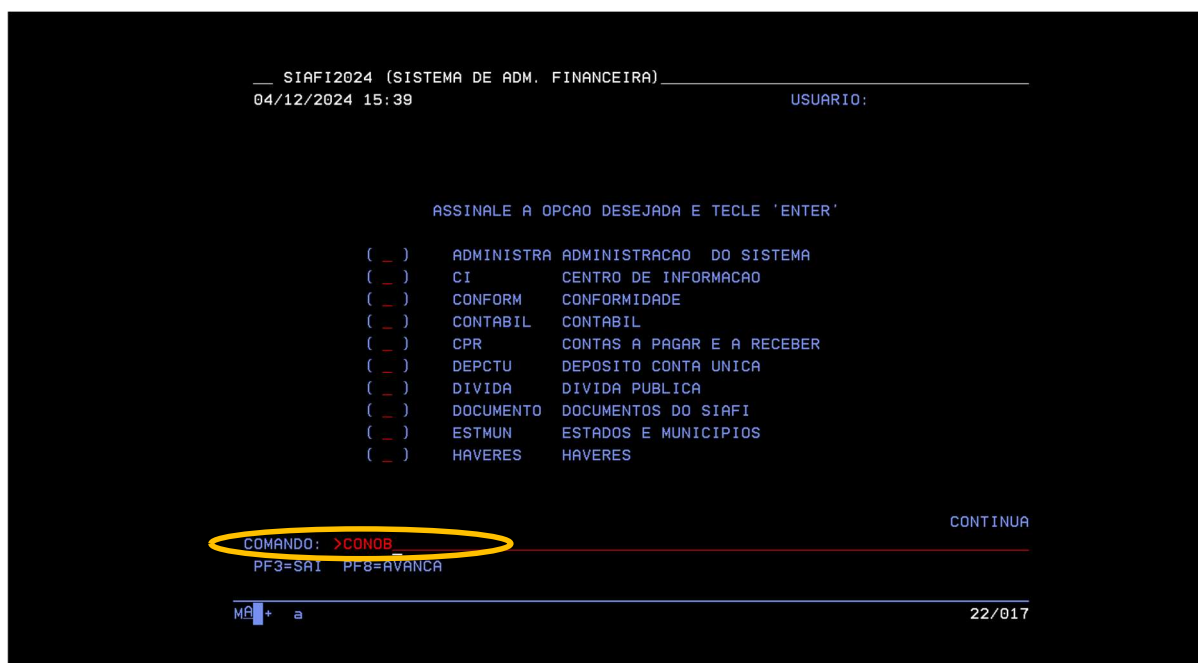 __ SIAFI2024 (SISTEMA DE ADM. FINANCEIRA)
04/12/2024 15:39 USUARIO:
ASSINALE A OPCAO DESEJADA E TECLE 'ENTER'
( _ ) ADMINISTRA ADMINISTRACAO DO SISTEMA
( _ ) CI CENTRO DE INFORMACAO
( _ ) CONFORM CONFORMIDADE
( _ ) CONTABIL CONTABIL
( _ ) CPR CONTAS A PAGAR E A RECEBER
( _ ) DEPCTU DEPOSITO CONTA UNICA
( _ ) DIVIDA DIVIDA PUBLICA
( _ ) DOCUMENTO DOCUMENTOS DO SIAFI
( _ ) ESTMUN ESTADOS E MUNICIPIOS
( _ ) HAVERES HAVERES
CONTINUA
COMANDO: >CONOB
PF3=SAI PF8=AVANCA
MA + a 22/017